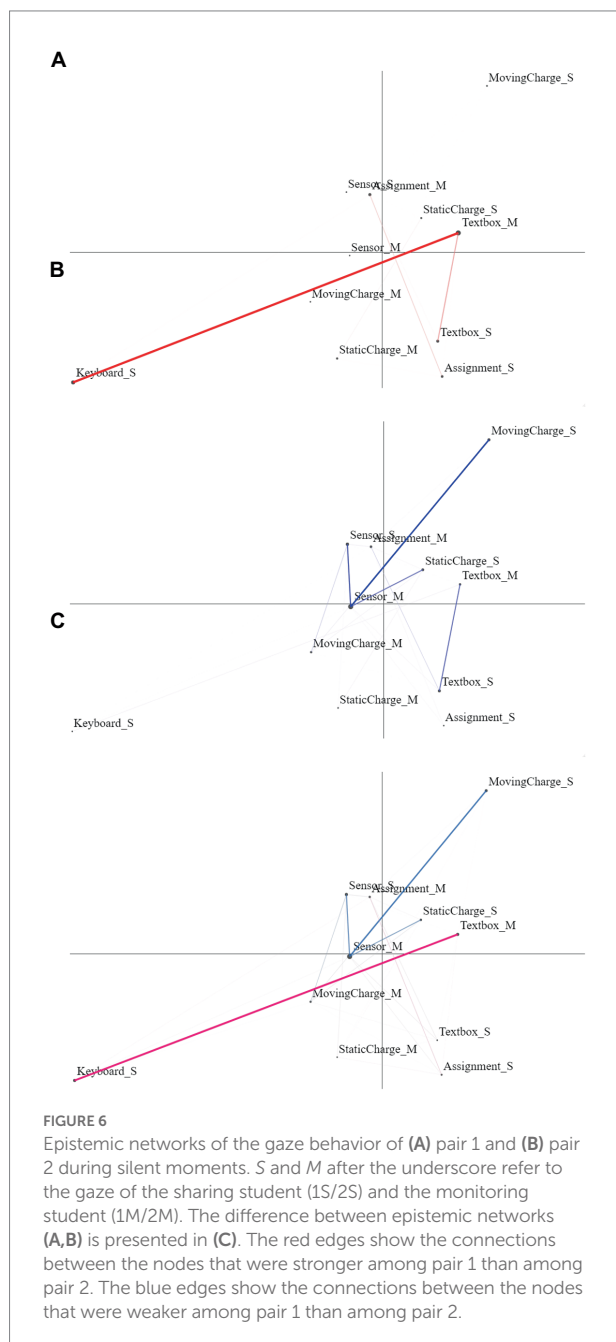 A
MovingCharge_S
Sensor_S
Assignment_M
StaticCharge_S
Textbox_M
Sensor_M
B
MovingCharge_M
Textbox_S
StaticCharge_M
Keyboard_S
Assignment_S
MovingCharge_S
Sensor_S
Assignment_M
StaticCharge_S
Textbox_M
Sensor_M
C
MovingCharge_M
Textbox_S
StaticCharge_M
Keyboard_S
Assignment_S
MovingCharge_S
Sensor_S
Assignment_M
StaticCharge_S
Textbox_M
Sensor_M
MovingCharge_M
Textbox_S
StaticCharge_M
Keyboard_S
Assignment_S
FIGURE 6
Epistemic networks of the gaze behavior of (A) pair 1 and (B) pair
2 during silent moments. S and M after the underscore refer to
the gaze of the sharing student (1S/2S) and the monitoring
student (1M/2M). The difference between epistemic networks
(A,B) is presented in (C). The red edges show the connections
between the nodes that were stronger among pair 1 than among
pair 2. The blue edges show the connections between the nodes
that were weaker among pair 1 than among pair 2.